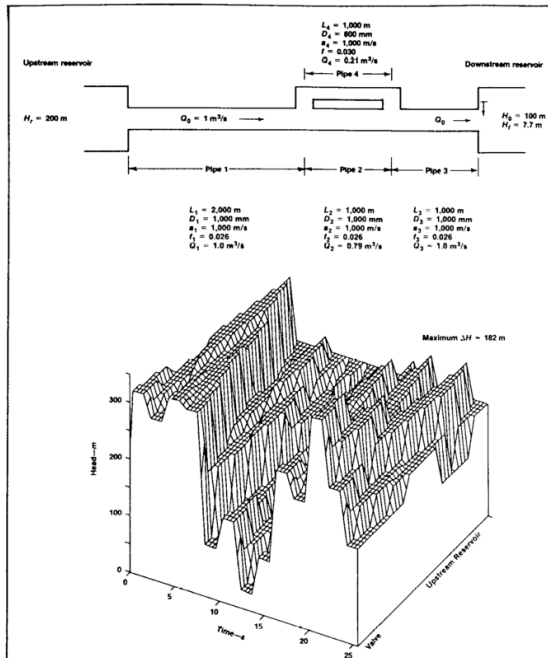 L₄ = 1,000 m
D₄ = 600 mm
a₄ = 1,000 m/s
f = 0.030
Q₄ = 0.21 m³/s
Pipe 4
Upstream reservoir
Downstream reservoir
Hᵣ = 200 m
Q₀ = 1 m³/s
Q₀
H₀ = 100 m
Hᵣ = 7.7 m
Pipe 1
Pipe 2
Pipe 3
L₁ = 2,000 m
D₁ = 1,000 mm
a₁ = 1,000 m/s
f₁ = 0.026
Q₁ = 1.0 m³/s
L₂ = 1,000 m
D₂ = 1,000 mm
a₂ = 1,000 m/s
f₂ = 0.026
Q₂ = 0.79 m³/s
L₃ = 1,000 m
D₃ = 1,000 mm
a₃ = 1,000 m/s
f₃ = 0.026
Q₃ = 1.0 m³/s
Maximum ΔH ~ 182 m
Head—m
300
200
100
0
0
5
10
15
20
25
Time—s
Valve
Upstream Reservoir